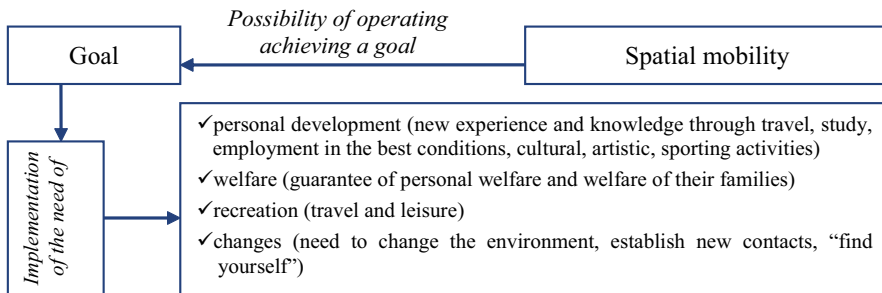 Possibility of operating
achieving a goal
Goal
Spatial mobility
Implementation
of the need of
✓personal development (new experience and knowledge through travel, study,
employment in the best conditions, cultural, artistic, sporting activities)
✓welfare (guarantee of personal welfare and welfare of their families)
✓recreation (travel and leisure)
✓changes (need to change the environment, establish new contacts, “find
yourself”)